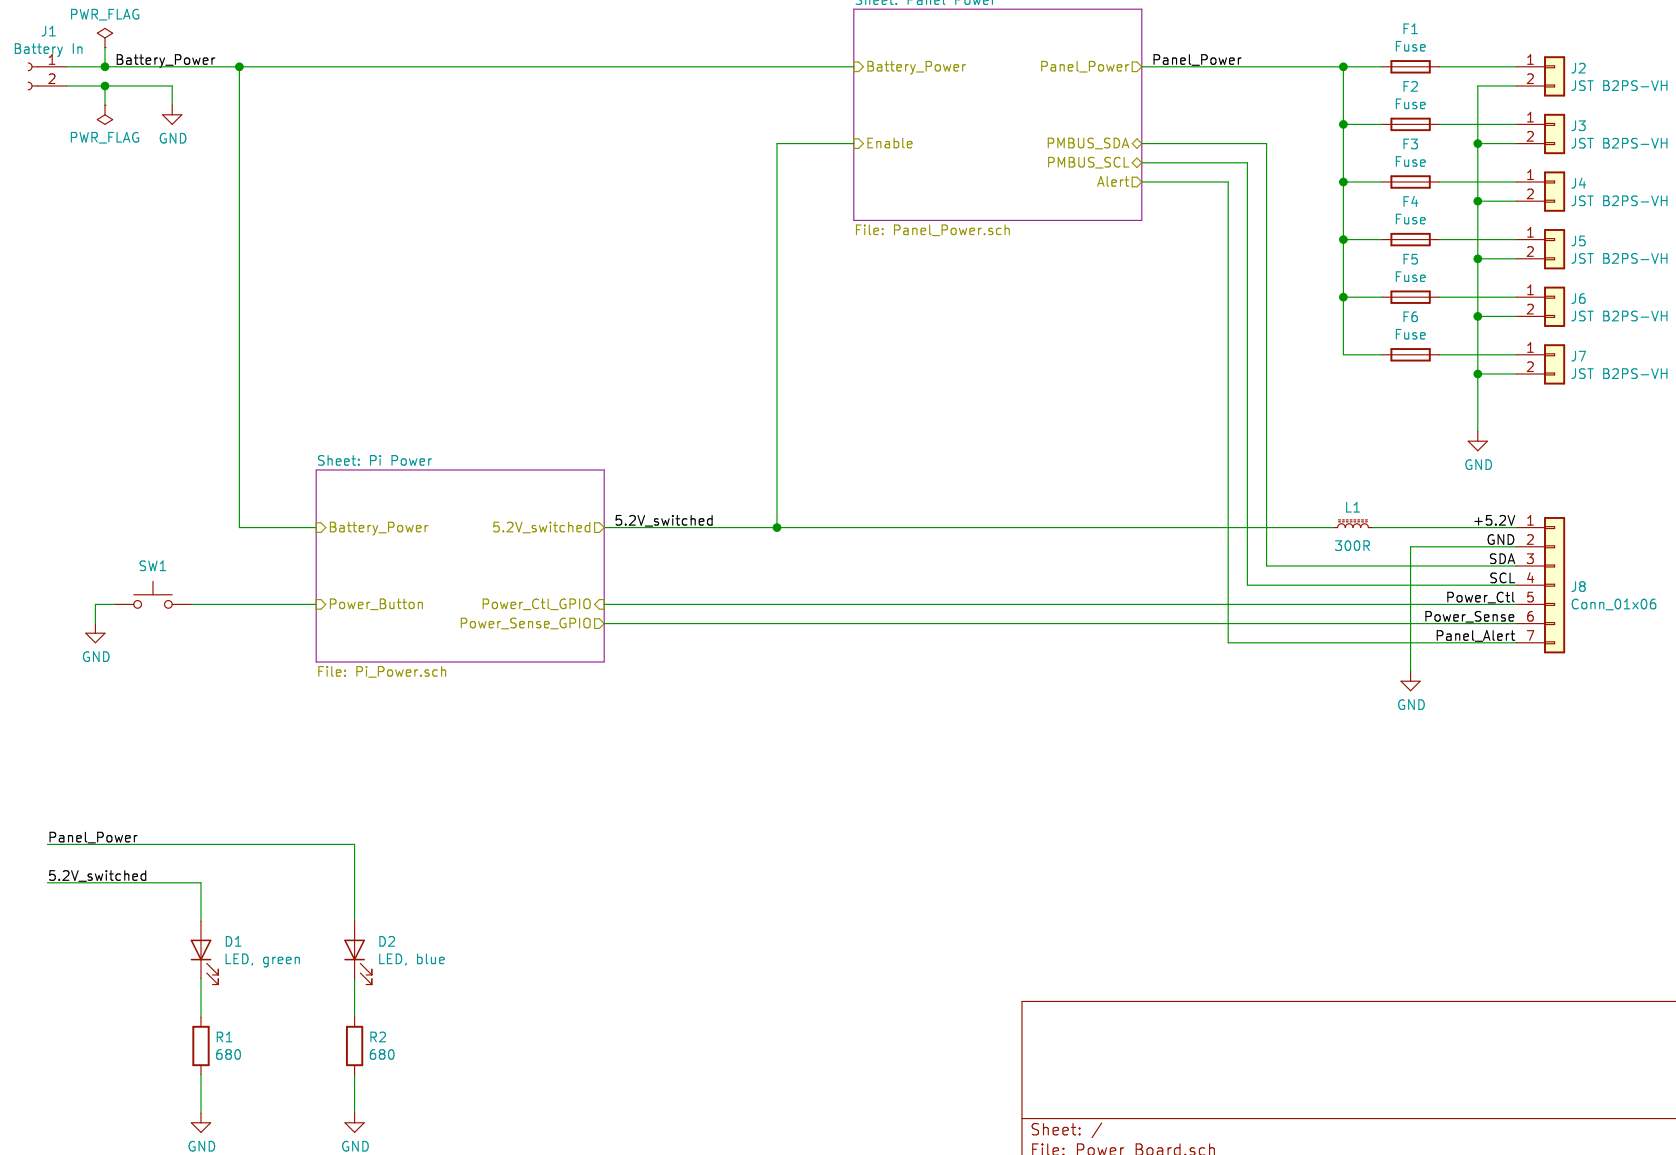 PWR_FLAG
J1
Battery In
1
2
Battery_Power
PWR_FLAG
GND
Sheet: Panel Power
Battery_Power
Enable
Panel_Power
PMBUS_SDA
PMBUS_SCL
Alert
File: Panel_Power.sch
Panel_Power
F1
Fuse
F2
Fuse
F3
Fuse
F4
Fuse
F5
Fuse
F6
Fuse
1
2
J2
JST B2PS-VH
1
2
J3
JST B2PS-VH
1
2
J4
JST B2PS-VH
1
2
J5
JST B2PS-VH
1
2
J6
JST B2PS-VH
1
2
J7
JST B2PS-VH
GND
Sheet: Pi Power
Battery_Power
5.2V_switched
Power_Button
Power_Ctl_GPIO
Power_Sense_GPIO
File: Pi_Power.sch
5.2V_switched
SW1
GND
L1
300R
+5.2V 1
GND 2
SDA 3
SCL 4
Power_Ctl 5
Power_Sense 6
Panel_Alert 7
J8
Conn_01x06
GND
Panel_Power
5.2V_switched
D1
LED, green
D2
LED, blue
R1
680
R2
680
GND
GND
Sheet: /
File: Power Board.sch